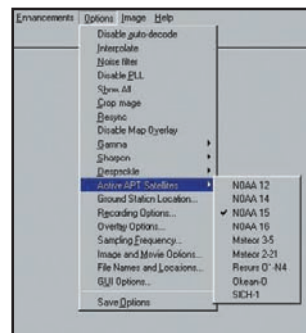 Enhancements Options Image Help
Disable auto-decode
Interpolate
Noise filter
Disable PLL
Show All
Crop image
Resync
Disable Map Overlay
Gamma
Sharpen
Despeckle
Active APT Satellites
Ground Station Location...
Recording Options...
Overlay Options...
Sampling Frequency...
Image and Movie Options...
File Names and Locations...
GUI Options...
Save Options
NOAA 12
NOAA 14
NOAA 15
NOAA 16
Meteor 3-5
Meteor 2-21
Resurs O1-N4
Okean-O
SICH-1